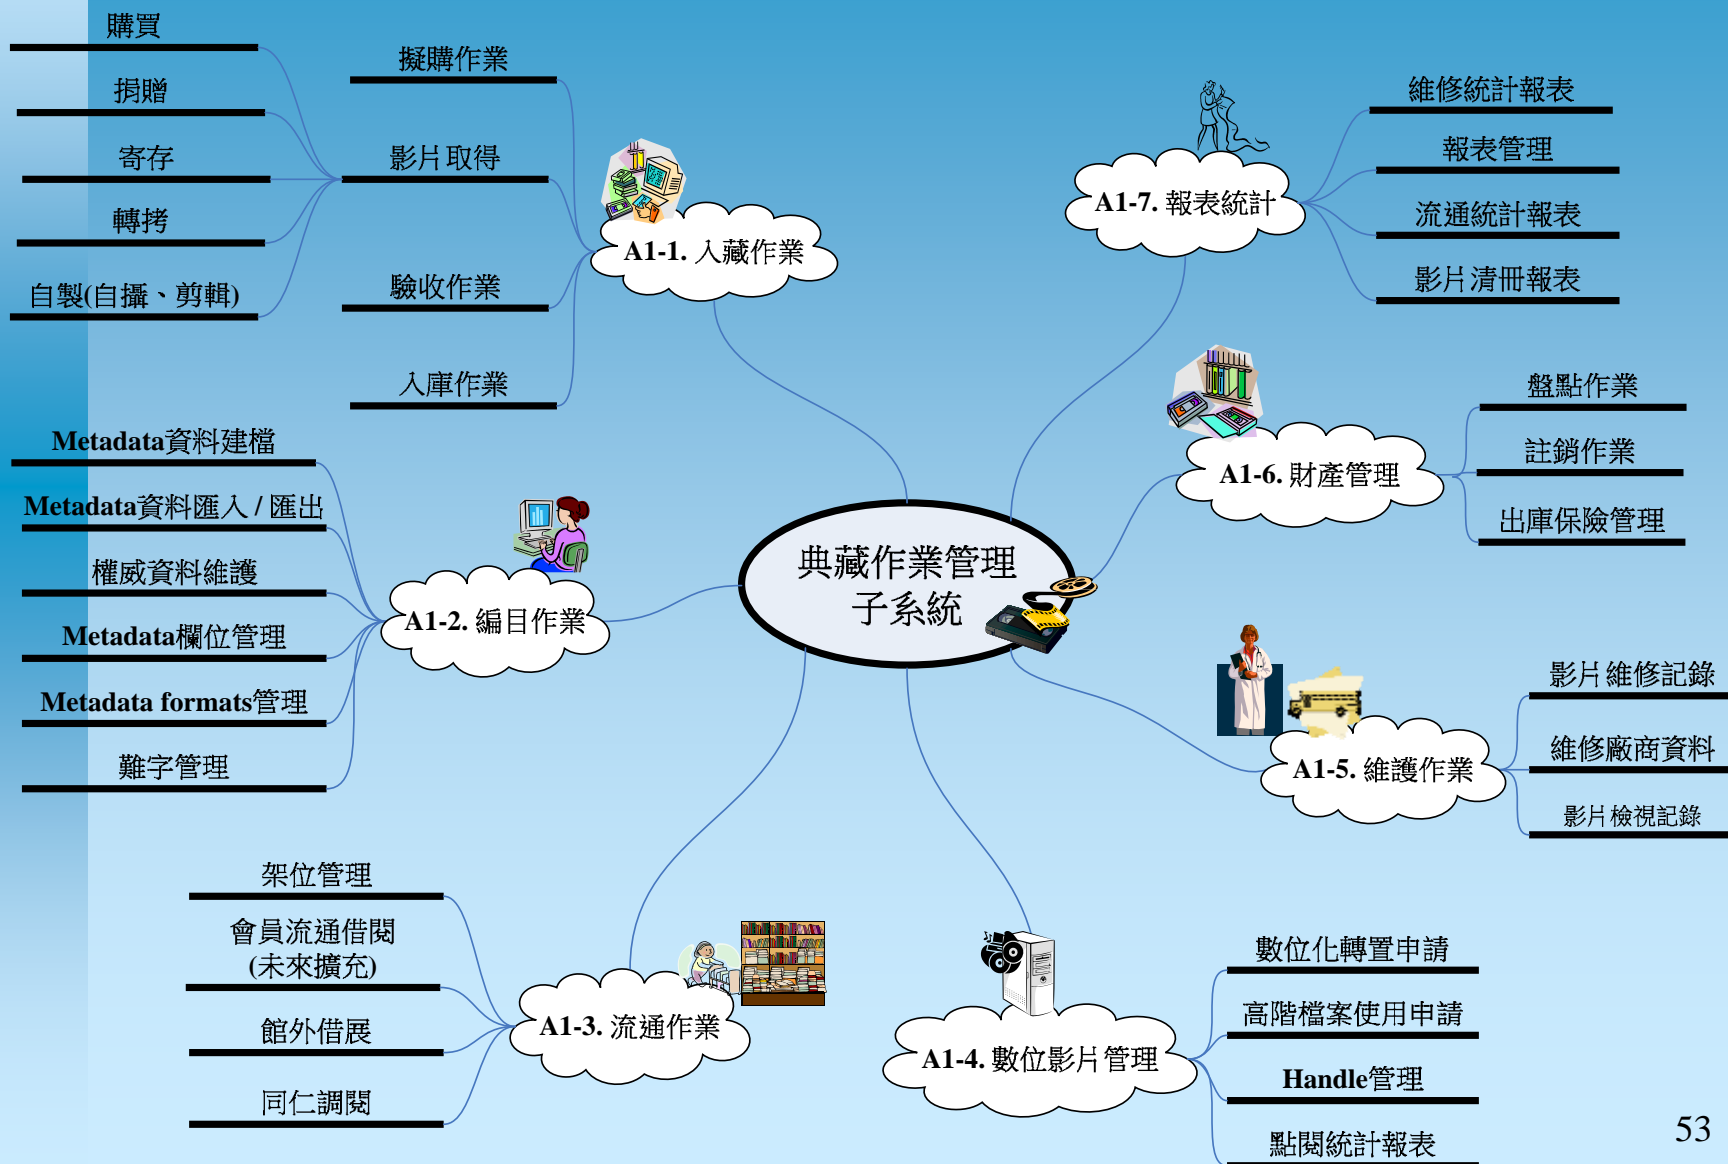 購買
捐贈
寄存
轉拷
自製(自攝、剪輯)
擬購作業
影片取得
驗收作業
入庫作業
A1-1. 入藏作業
Metadata資料建檔
Metadata資料匯入 / 匯出
權威資料維護
Metadata欄位管理
Metadata formats管理
難字管理
A1-2. 編目作業
架位管理
會員流通借閱
(未來擴充)
館外借展
同仁調閱
A1-3. 流通作業
典藏作業管理
子系統
A1-7. 報表統計
維修統計報表
報表管理
流通統計報表
影片清冊報表
A1-6. 財產管理
盤點作業
註銷作業
出庫保險管理
A1-5. 維護作業
影片維修記錄
維修廠商資料
影片檢視記錄
A1-4. 數位影片管理
數位化轉置申請
高階檔案使用申請
Handle管理
點閱統計報表
53